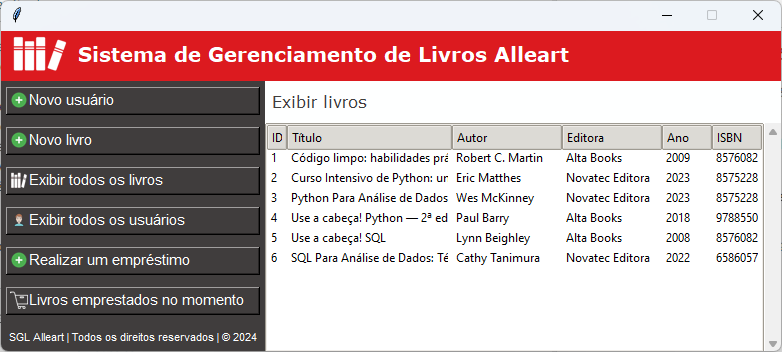 Sistema de Gerenciamento de Livros Alleart
Novo usuário
Novo livro
Exibir todos os livros
Exibir todos os usuários
Realizar um empréstimo
Livros emprestados no momento
SGL Alleart | Todos os direitos reservados | © 2024
Exibir livros
ID Título Autor Editora Ano ISBN
1 Código limpo: habilidades prá Robert C. Martin Alta Books 2009 8576082
2 Curso Intensivo de Python: un Eric Matthes Novatec Editora 2023 8575228
3 Python Para Análise de Dados Wes McKinney Novatec Editora 2023 8575228
4 Use a cabeça! Python — 2ª ed Paul Barry Alta Books 2018 9788550
5 Use a cabeça! SQL Lynn Beighley Alta Books 2008 8576082
6 SQL Para Análise de Dados: Té Cathy Tanimura Novatec Editora 2022 6586057